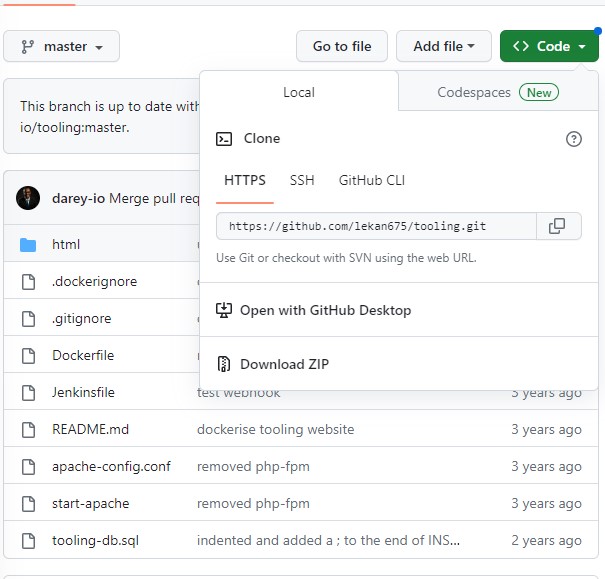 master
Go to file
Add file
Code
This branch is up to date with
io/tooling:master.
Local
Codespaces New
Clone
HTTPS SSH GitHub CLI
https://github.com/lekan675/tooling.git
Use Git or checkout with SVN using the web URL.
Open with GitHub Desktop
Download ZIP
darey-io Merge pull req
html
.dockerignore
.gitignore
Dockerfile
Jenkinsfile test webhook 3 years ago
README.md dockerise tooling website 3 years ago
apache-config.conf removed php-fpm 3 years ago
start-apache removed php-fpm 3 years ago
tooling-db.sql indented and added a ; to the end of INS... 2 years ago